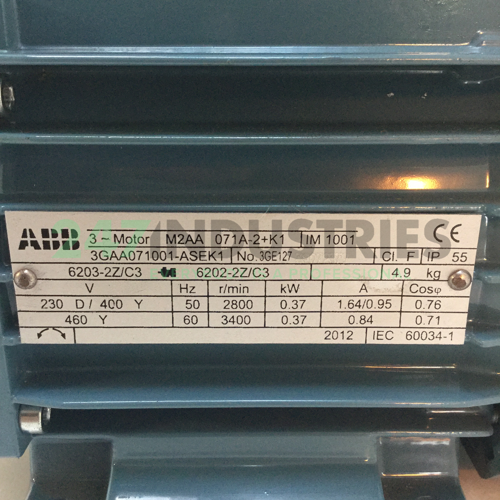 ABB 3 ~ Motor M2AA 071A-2+K1 IM 1001 CE
3GAA071001-ASEK1 No. 3GE127 Cl. F IP 55
6203-2Z/C3 6202-2Z/C3 4.9 kg
V Hz r/min kW A Cosφ
230 D / 400 Y 50 2800 0.37 1.64/0.95 0.76
460 Y 60 3400 0.37 0.84 0.71
2012 IEC 60034-1
INDUSTRIES